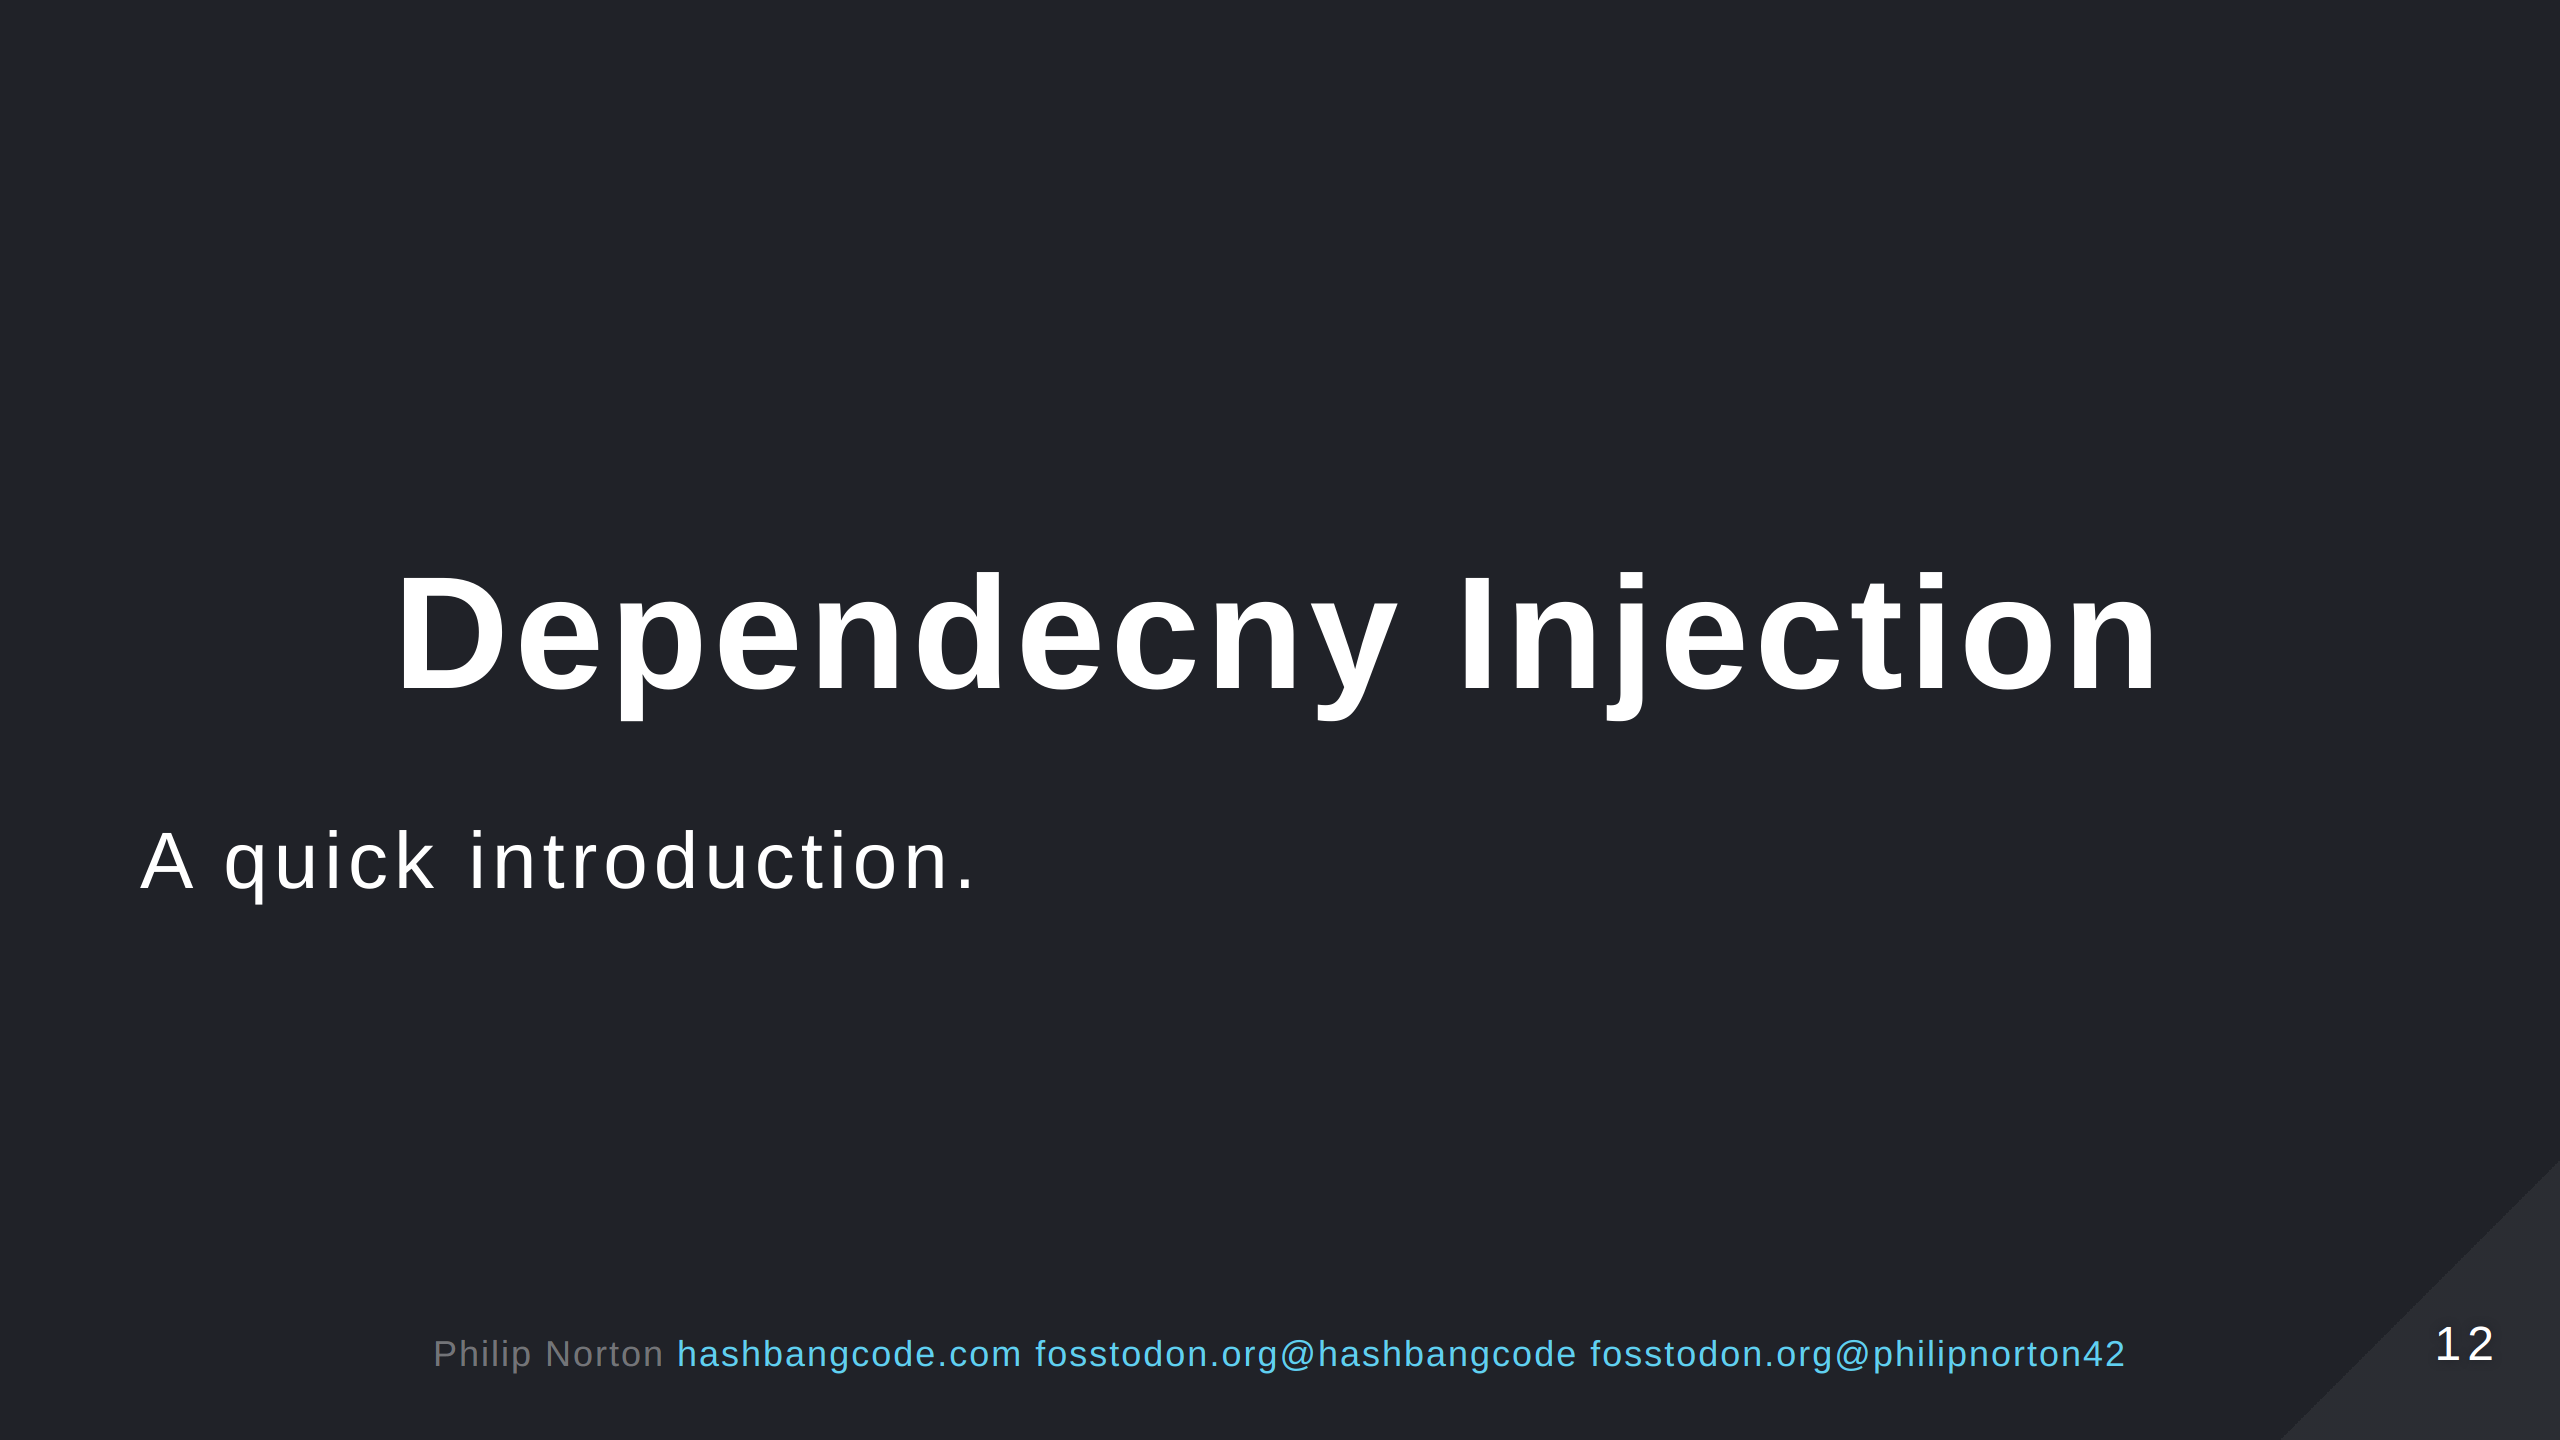 Dependecny Injection
A quick introduction.
Philip Norton hashbangcode.com fosstodon.org@hashbangcode fosstodon.org@philipnorton42
12